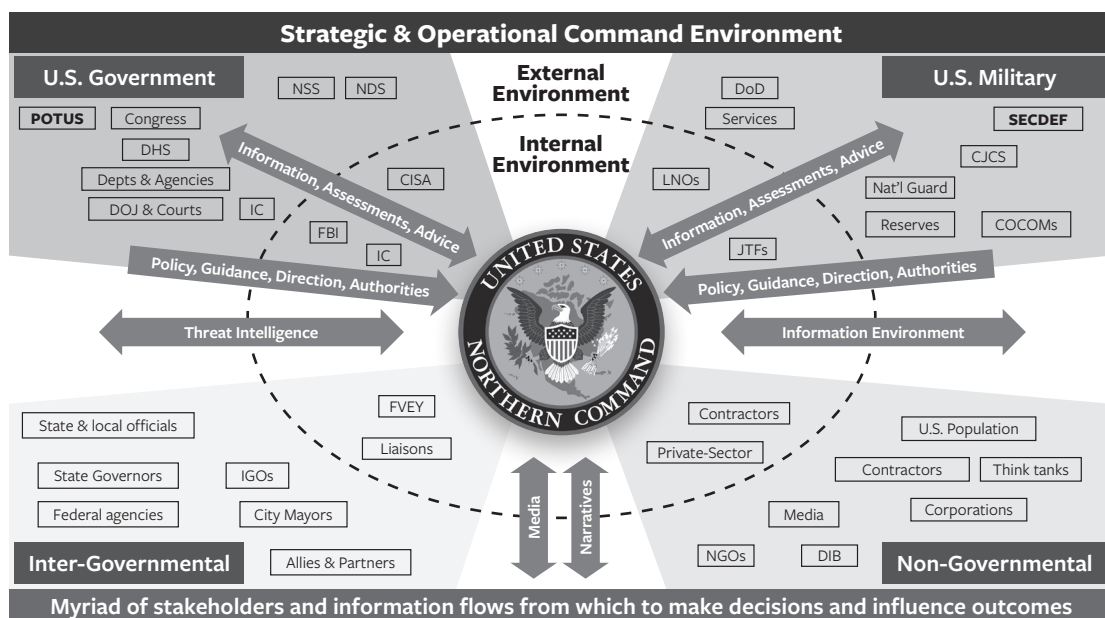 Strategic & Operational Command Environment
U.S. Government
NSS
NDS
POTUS
Congress
DHS
Depts & Agencies
DOJ & Courts
IC
CISA
FBI
IC
Information, Assessments, Advice
Policy, Guidance, Direction, Authorities
Threat Intelligence
External
Environment
Internal
Environment
U.S. Military
DoD
Services
SECDEF
CJCS
LNOs
Nat'l Guard
Reserves
COCOMs
JTFs
Information, Assessments, Advice
Policy, Guidance, Direction, Authorities
Information Environment
UNITED STATES
NORTHERN COMMAND
State & local officials
FVEY
Liaisons
State Governors
IGOs
Federal agencies
City Mayors
Allies & Partners
Inter-Governmental
Media
Narratives
Contractors
Private-Sector
U.S. Population
Contractors
Think tanks
Corporations
Media
NGOs
DIB
Non-Governmental
Myriad of stakeholders and information flows from which to make decisions and influence outcomes